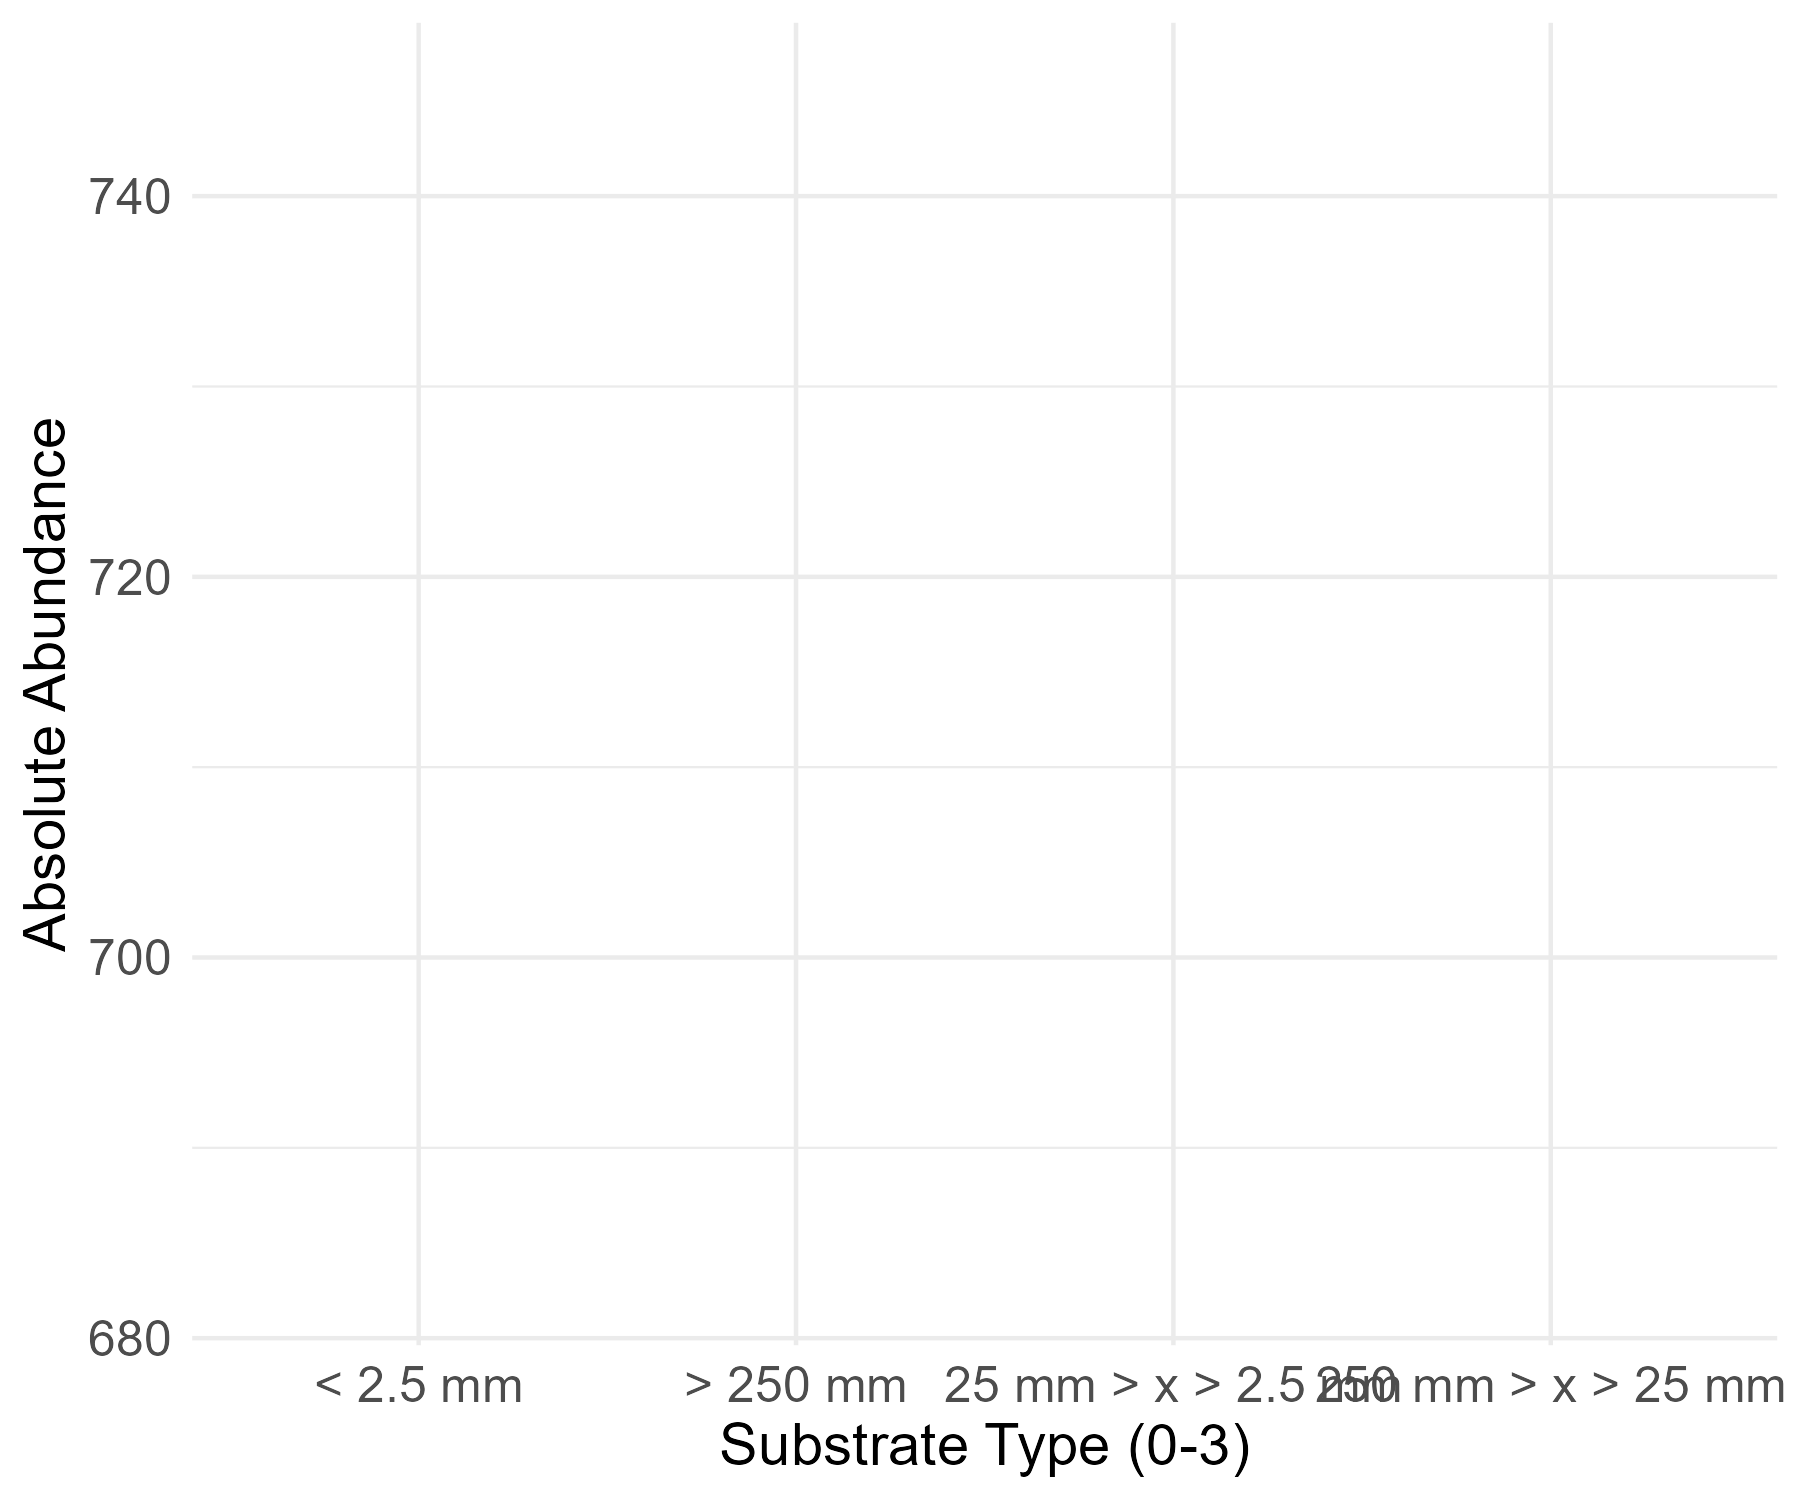 740
720
700
680
Absolute Abundance
< 2.5 mm
> 250 mm
25 mm > x > 2.5 mm
250 mm > x > 25 mm
Substrate Type (0-3)